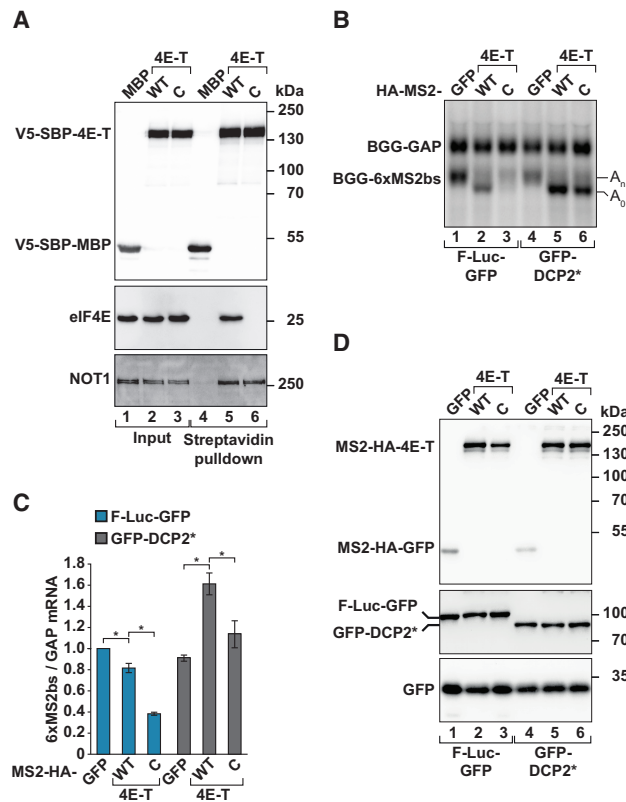 A
4E-T
MBP WT C MBP WT C
kDa
V5-SBP-4E-T
250
130
100
70
V5-SBP-MBP
55
eIF4E
25
NOT1
250
1 2 3 4 5 6
Input Streptavidin
pulldown
B
4E-T 4E-T
HA-MS2- GFP WT C GFP WT C
BGG-GAP
BGG-6xMS2bs
An
A0
1 2 3 4 5 6
F-Luc-
GFP
GFP-
DCP2*
C
F-Luc-GFP
GFP-DCP2*
6xMS2bs / GAP mRNA
1.8
1.6
1.4
1.2
1.0
0.8
0.6
0.4
0.2
0
* * * *
MS2-HA- GFP WT C GFP WT C
4E-T 4E-T
D
4E-T 4E-T
GFP WT C GFP WT C
kDa
MS2-HA-4E-T
250
130
100
70
55
MS2-HA-GFP
F-Luc-GFP
GFP-DCP2*
100
70
GFP
35
1 2 3 4 5 6
F-Luc-
GFP
GFP-
DCP2*